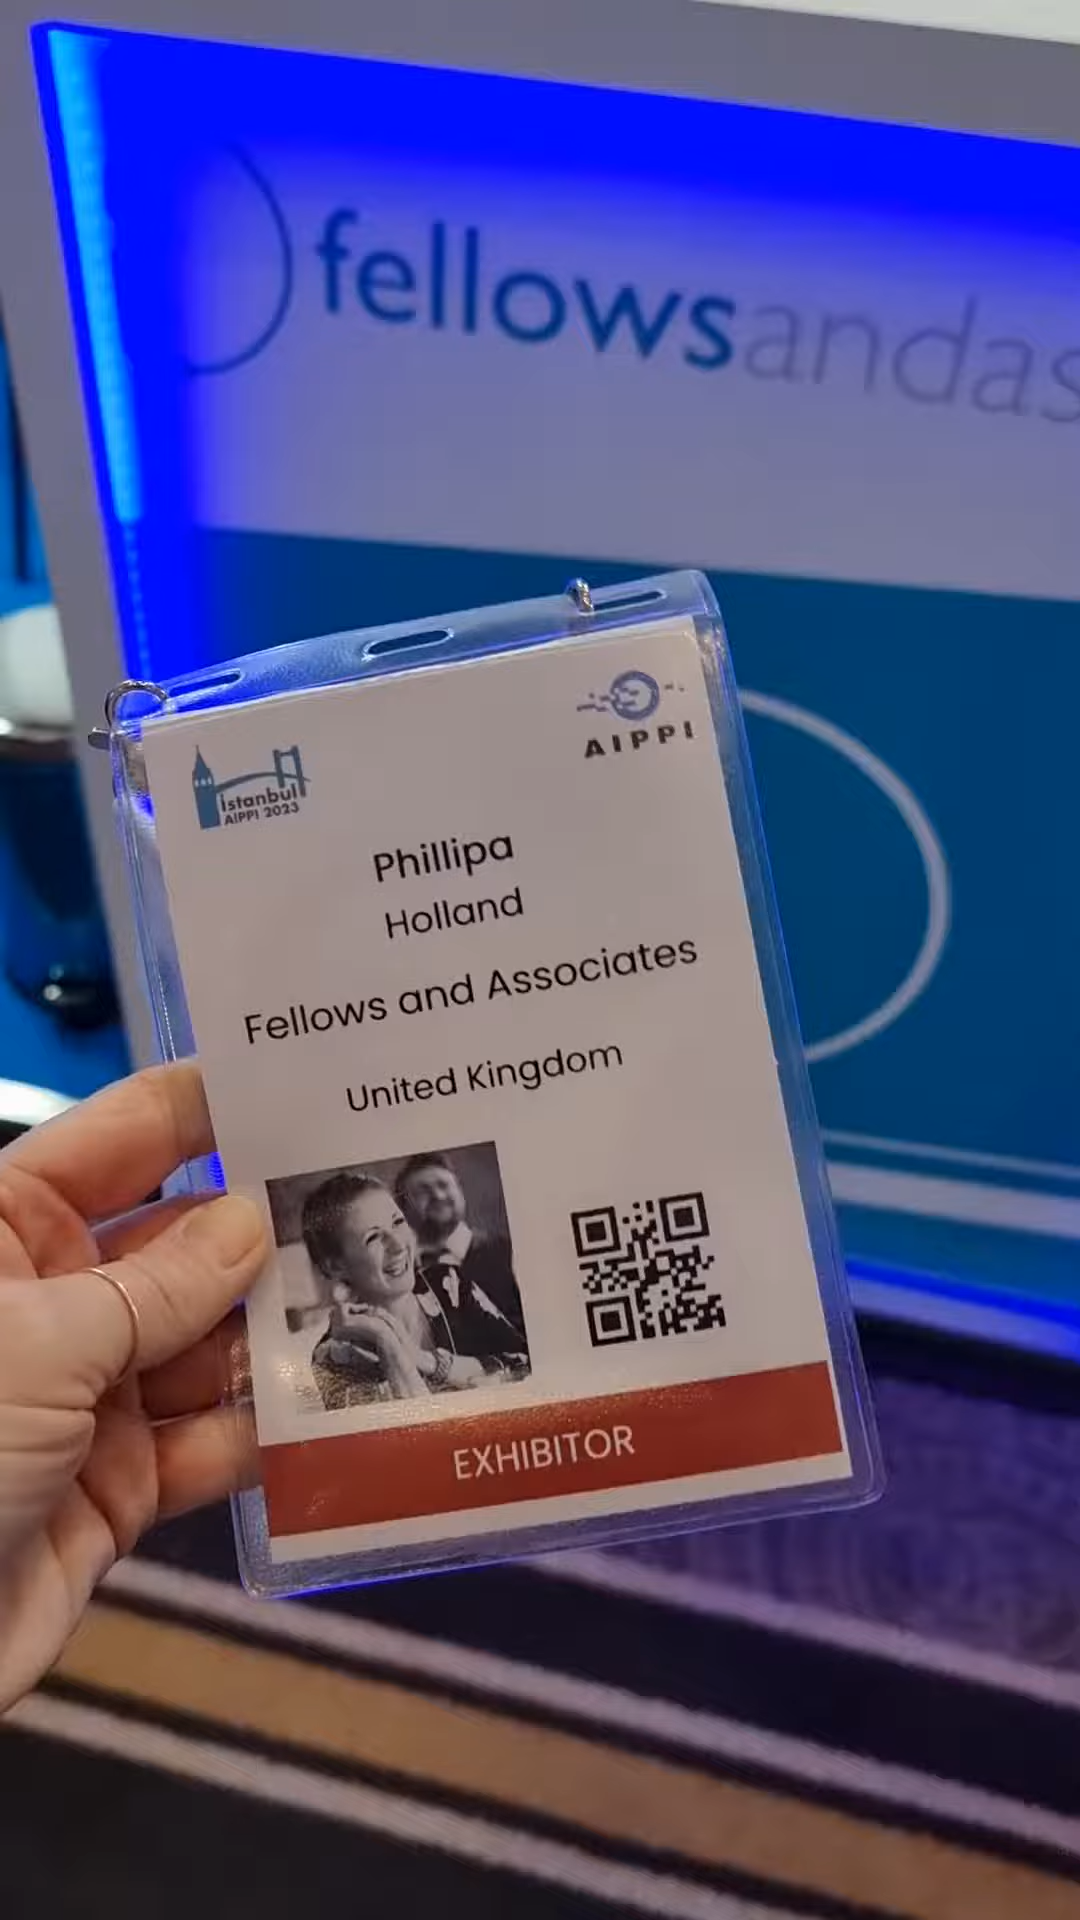 fellowsandas
AIPPI
istanbul
AIPPI 2023
Phillipa
Holland
Fellows and Associates
United Kingdom
EXHIBITOR